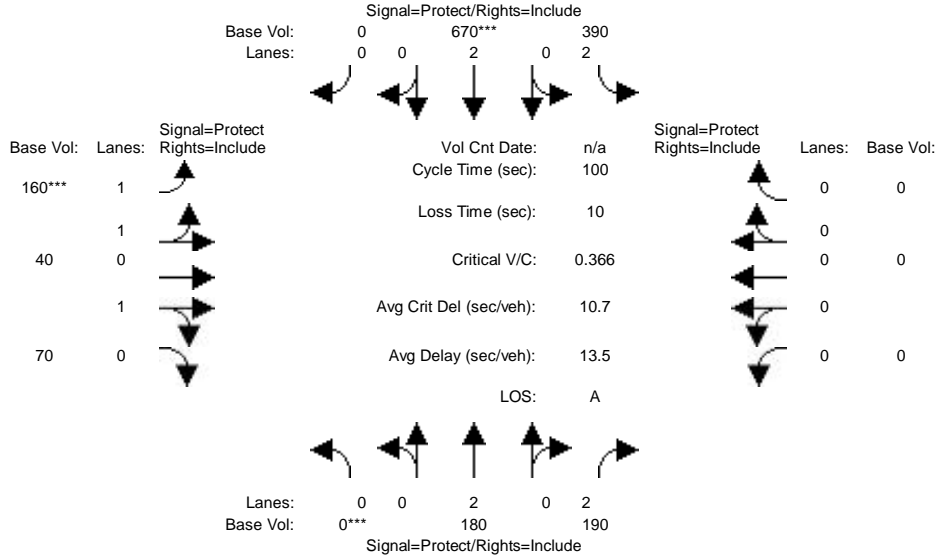 Signal=Protect/Rights=Include
Base Vol: 0 670*** 390
Lanes: 0 0 2 0 2
Signal=Protect
Base Vol: Lanes: Rights=Include
Vol Cnt Date: n/a
Signal=Protect
Rights=Include Lanes: Base Vol:
Cycle Time (sec): 100
160*** 1
0 0
Loss Time (sec): 10
1
0
40 0
Critical V/C: 0.366
0 0
1
Avg Crit Del (sec/veh): 10.7
0
70 0
Avg Delay (sec/veh): 13.5
0 0
LOS: A
Lanes: 0 0 2 0 2
Base Vol: 0*** 180 190
Signal=Protect/Rights=Include